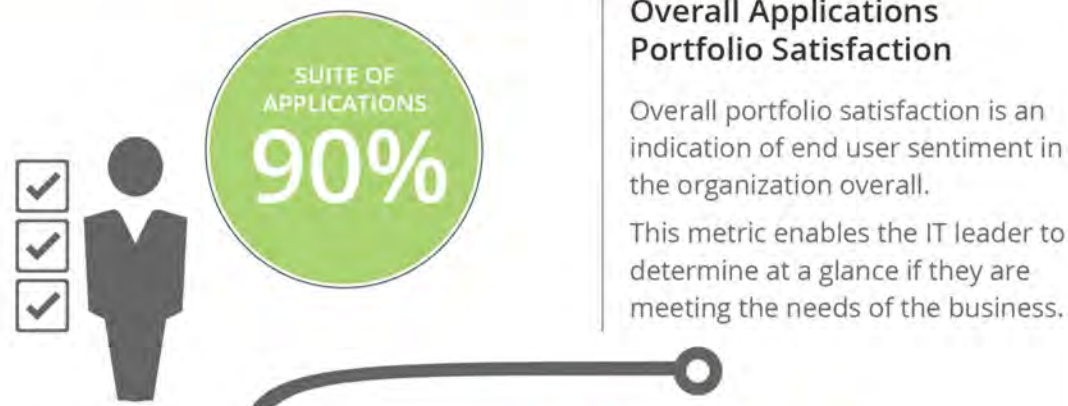 SUITE OF
APPLICATIONS
90%
Overall Applications
Portfolio Satisfaction
Overall portfolio satisfaction is an
indication of end user sentiment in
the organization overall.
This metric enables the IT leader to
determine at a glance if they are
meeting the needs of the business.